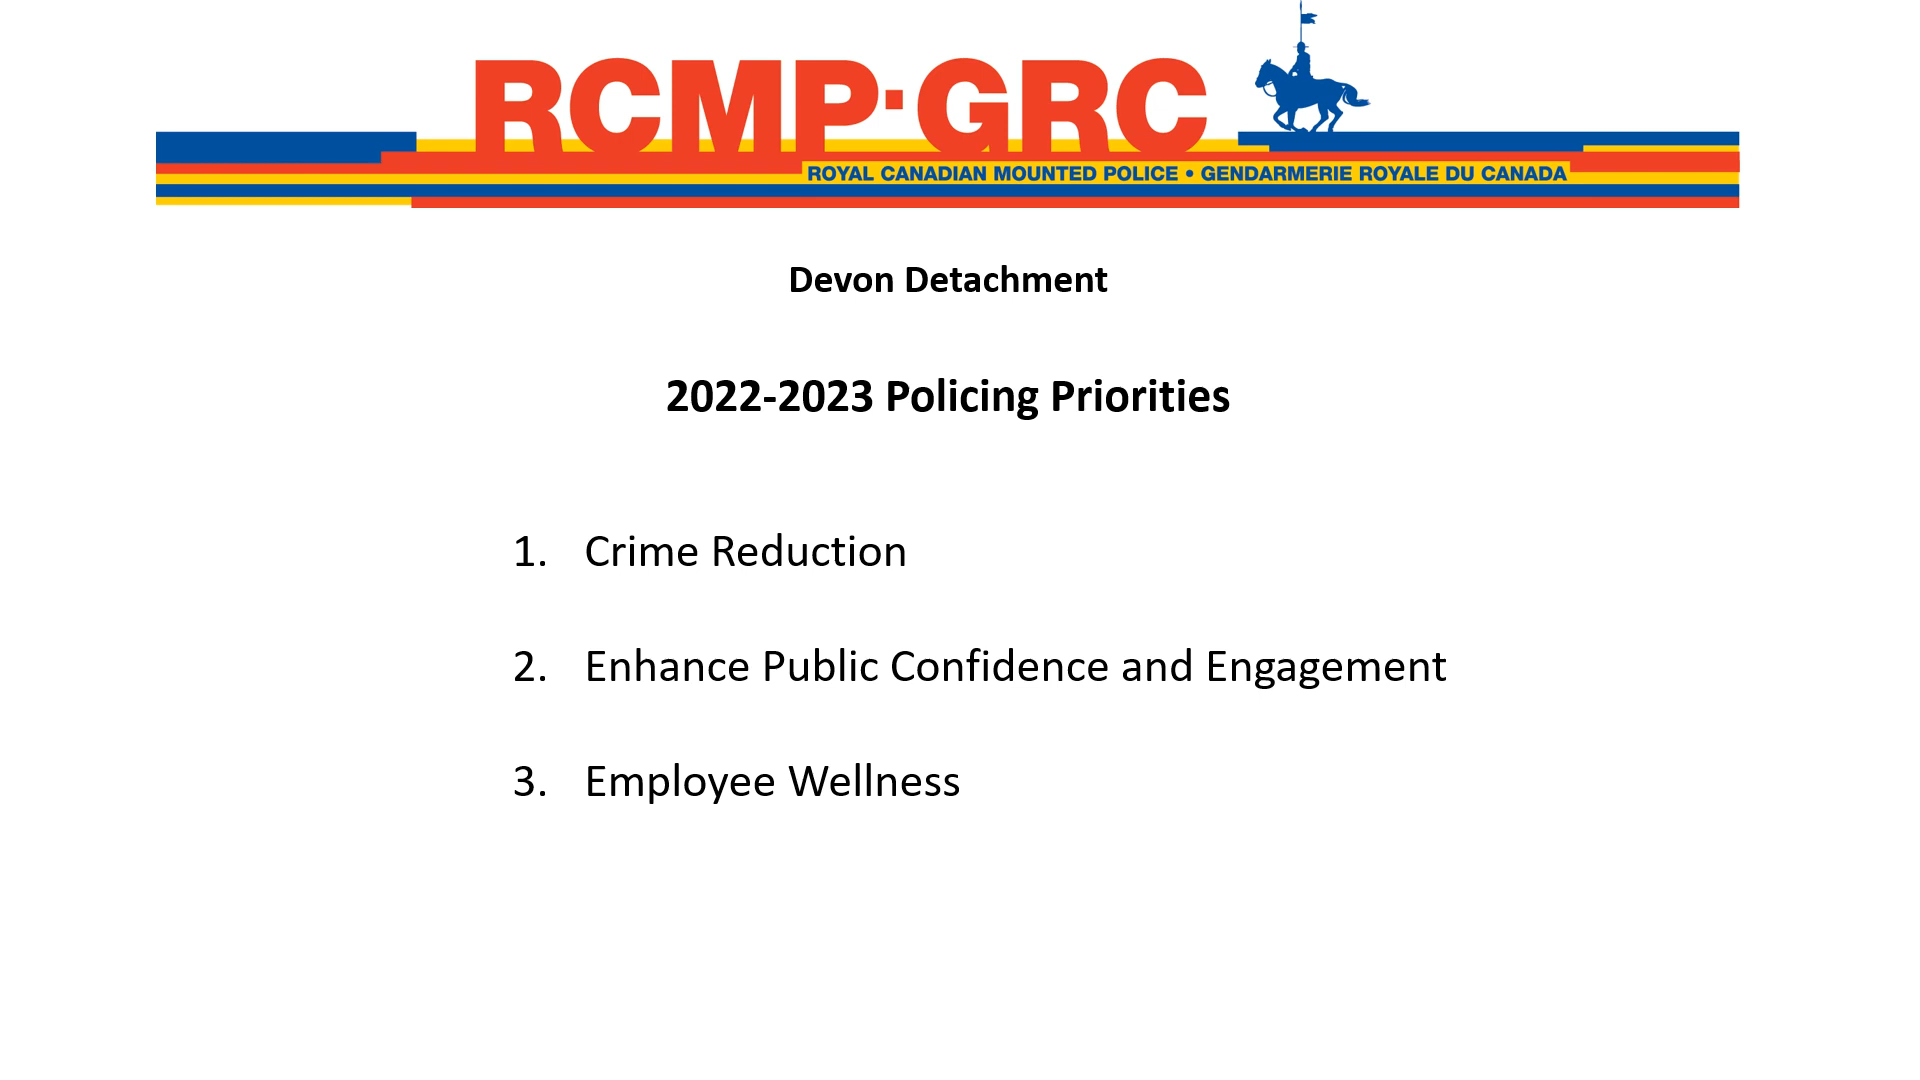 RCMP·GRC
ROYAL CANADIAN MOUNTED POLICE • GENDARMERIE ROYALE DU CANADA
Devon Detachment
2022-2023 Policing Priorities
1. Crime Reduction
2. Enhance Public Confidence and Engagement
3. Employee Wellness